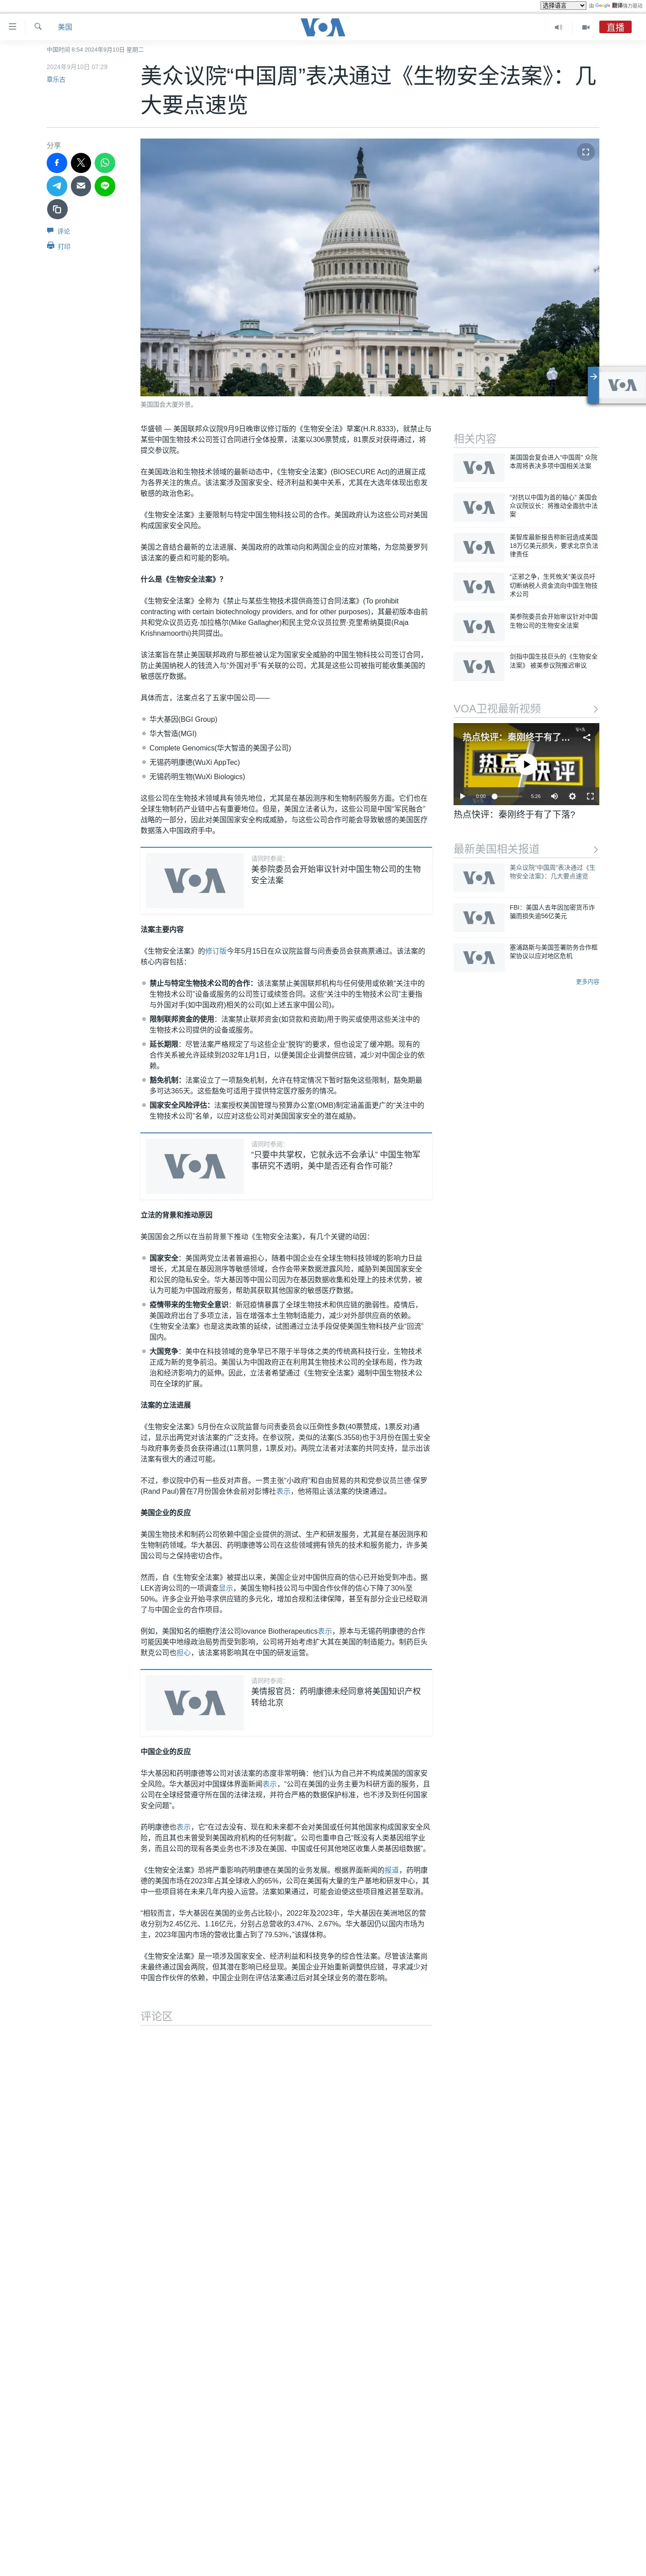 选择语言
由 Google 翻译强力驱动
美国
VOA
直播
中国时间 8:54 2024年9月10日 星期二
2024年9月10日 07:29
章乐古
美众议院“中国周”表决通过《生物安全法案》：几
大要点速览
分享
评论
打印
美国国会大厦外景。
华盛顿 — 美国联邦众议院9月9日晚审议修订版的《生物安全法》草案(H.R.8333)，就禁止与
某些中国生物技术公司签订合同进行全体投票，法案以306票赞成，81票反对获得通过，将
提交参议院。
在美国政治和生物技术领域的最新动态中，《生物安全法案》(BIOSECURE Act)的进展正成
为各界关注的焦点。该法案涉及国家安全、经济利益和美中关系，尤其在大选年体现出愈发
敏感的政治色彩。
《生物安全法案》主要限制与特定中国生物科技公司的合作。美国政府认为这些公司对美国
构成国家安全风险。
美国之音结合最新的立法进展、美国政府的政策动向和两国企业的应对策略，为您简要罗列
该法案的要点和可能的影响。
什么是《生物安全法案》？
《生物安全法案》全称为《禁止与某些生物技术提供商签订合同法案》(To prohibit
contracting with certain biotechnology providers, and for other purposes)，其最初版本由前
共和党众议员迈克·加拉格尔(Mike Gallagher)和民主党众议员拉贾·克里希纳莫提(Raja
Krishnamoorthi)共同提出。
该法案旨在禁止美国联邦政府与那些被认定为国家安全威胁的中国生物科技公司签订合同，
防止美国纳税人的钱流入与“外国对手”有关联的公司，尤其是这些公司被指可能收集美国的
敏感医疗数据。
具体而言，法案点名了五家中国公司——
华大基因(BGI Group)
华大智造(MGI)
Complete Genomics(华大智造的美国子公司)
无锡药明康德(WuXi AppTec)
无锡药明生物(WuXi Biologics)
这些公司在生物技术领域具有领先地位，尤其是在基因测序和生物制药服务方面。它们也在
全球生物制药产业链中占有重要地位。但是，美国立法者认为，这些公司是中国“军民融合”
战略的一部分，因此对美国国家安全构成威胁，与这些公司合作可能会导致敏感的美国医疗
数据落入中国政府手中。
VOA
请同时参阅：
美参院委员会开始审议针对中国生物公司的生物
安全法案
法案主要内容
《生物安全法案》的修订版今年5月15日在众议院监督与问责委员会获高票通过。该法案的
核心内容包括：
禁止与特定生物技术公司的合作：该法案禁止美国联邦机构与任何使用或依赖“关注中的
生物技术公司”设备或服务的公司签订或续签合同。这些“关注中的生物技术公司”主要指
与外国对手(如中国政府)相关的公司(如上述五家中国公司)。
限制联邦资金的使用：法案禁止联邦资金(如贷款和资助)用于购买或使用这些关注中的
生物技术公司提供的设备或服务。
延长期限：尽管法案严格规定了与这些企业“脱钩”的要求，但也设定了缓冲期。现有的
合作关系被允许延续到2032年1月1日，以便美国企业调整供应链，减少对中国企业的依
赖。
豁免机制：法案设立了一项豁免机制，允许在特定情况下暂时豁免这些限制，豁免期最
多可达365天。这些豁免可适用于提供特定医疗服务的情况。
国家安全风险评估：法案授权美国管理与预算办公室(OMB)制定涵盖面更广的“关注中的
生物技术公司”名单，以应对这些公司对美国国家安全的潜在威胁。
VOA
请同时参阅：
“只要中共掌权，它就永远不会承认” 中国生物军
事研究不透明，美中是否还有合作可能？
立法的背景和推动原因
美国国会之所以在当前背景下推动《生物安全法案》，有几个关键的动因：
国家安全：美国两党立法者普遍担心，随着中国企业在全球生物科技领域的影响力日益
增长，尤其是在基因测序等敏感领域，合作会带来数据泄露风险，威胁到美国国家安全
和公民的隐私安全。华大基因等中国公司因为在基因数据收集和处理上的技术优势，被
认为可能为中国政府服务，帮助其获取其他国家的敏感医疗数据。
疫情带来的生物安全意识：新冠疫情暴露了全球生物技术和供应链的脆弱性。疫情后，
美国政府出台了多项立法，旨在增强本土生物制造能力，减少对外部供应商的依赖。
《生物安全法案》也是这类政策的延续，试图通过立法手段促使美国生物科技产业“回流”
国内。
大国竞争：美中在科技领域的竞争早已不限于半导体之类的传统高科技行业，生物技术
正成为新的竞争前沿。美国认为中国政府正在利用其生物技术公司的全球布局，作为政
治和经济影响力的延伸。因此，立法者希望通过《生物安全法案》遏制中国生物技术公
司在全球的扩展。
法案的立法进展
《生物安全法案》5月份在众议院监督与问责委员会以压倒性多数(40票赞成，1票反对)通
过，显示出两党对该法案的广泛支持。在参议院，类似的法案(S.3558)也于3月份在国土安全
与政府事务委员会获得通过(11票同意，1票反对)。两院立法者对法案的共同支持，显示出该
法案有很大的通过可能。
不过，参议院中仍有一些反对声音。一贯主张“小政府”和自由贸易的共和党参议员兰德·保罗
(Rand Paul)曾在7月份国会休会前对彭博社表示，他将阻止该法案的快速通过。
美国企业的反应
美国生物技术和制药公司依赖中国企业提供的测试、生产和研发服务，尤其是在基因测序和
生物制药领域。华大基因、药明康德等公司在这些领域拥有领先的技术和服务能力，许多美
国公司与之保持密切合作。
然而，自《生物安全法案》被提出以来，美国企业对中国供应商的信心已开始受到冲击。据
LEK咨询公司的一项调查显示，美国生物科技公司与中国合作伙伴的信心下降了30%至
50%。许多企业开始寻求供应链的多元化，增加合规和法律保障，甚至有部分企业已经取消
了与中国企业的合作项目。
例如，美国知名的细胞疗法公司Iovance Biotherapeutics表示，原本与无锡药明康德的合作
可能因美中地缘政治局势而受到影响，公司将开始考虑扩大其在美国的制造能力。制药巨头
默克公司也担心，该法案将影响其在中国的研发运营。
VOA
请同时参阅：
美情报官员：药明康德未经同意将美国知识产权
转给北京
中国企业的反应
华大基因和药明康德等公司对该法案的态度非常明确：他们认为自己并不构成美国的国家安
全风险。华大基因对中国媒体界面新闻表示，“公司在美国的业务主要为科研方面的服务，且
公司在全球经营遵守所在国的法律法规，并符合严格的数据保护标准，也不涉及到任何国家
安全问题”。
药明康德也表示，它“在过去没有、现在和未来都不会对美国或任何其他国家构成国家安全风
险，而且其也未曾受到美国政府机构的任何制裁”。公司也重申自己“既没有人类基因组学业
务，而且公司的现有各类业务也不涉及在美国、中国或任何其他地区收集人类基因组数据”。
《生物安全法案》恐将严重影响药明康德在美国的业务发展。根据界面新闻的报道，药明康
德的美国市场在2023年占其全球收入的65%，公司在美国有大量的生产基地和研发中心，其
中一些项目将在未来几年内投入运营。法案如果通过，可能会迫使这些项目推迟甚至取消。
“相较而言，华大基因在美国的业务占比较小，2022年及2023年，华大基因在美洲地区的营
收分别为2.45亿元、1.16亿元，分别占总营收的3.47%、2.67%。华大基因仍以国内市场为
主，2023年国内市场的营收比重占到了79.53%，”该媒体称。
《生物安全法案》是一项涉及国家安全、经济利益和科技竞争的综合性法案。尽管该法案尚
未最终通过国会两院，但其潜在影响已经显现。美国企业开始重新调整供应链，寻求减少对
中国合作伙伴的依赖，中国企业则在评估法案通过后对其全球业务的潜在影响。
评论区
VOA
相关内容
VOA
美国国会复会进入“中国周” 众院
本周将表决多项中国相关法案
VOA
“对抗以中国为首的轴心” 美国会
众议院议长：将推动全面抗中法
案
VOA
美智库最新报告称新冠造成美国
18万亿美元损失，要求北京负法
律责任
VOA
“正邪之争，生死攸关”美议员吁
切断纳税人资金流向中国生物技
术公司
VOA
美参院委员会开始审议针对中国
生物公司的生物安全法案
VOA
剑指中国生技巨头的《生物安全
法案》 被美参议院推迟审议
VOA卫视最新视频
热点快评：秦刚终于有了...
0:00
5:26
热点快评：秦刚终于有了下落?
最新美国相关报道
VOA
美众议院“中国周”表决通过《生
物安全法案》：几大要点速览
VOA
FBI：美国人去年因加密货币诈
骗而损失逾56亿美元
VOA
塞浦路斯与美国签署防务合作框
架协议以应对地区危机
更多内容